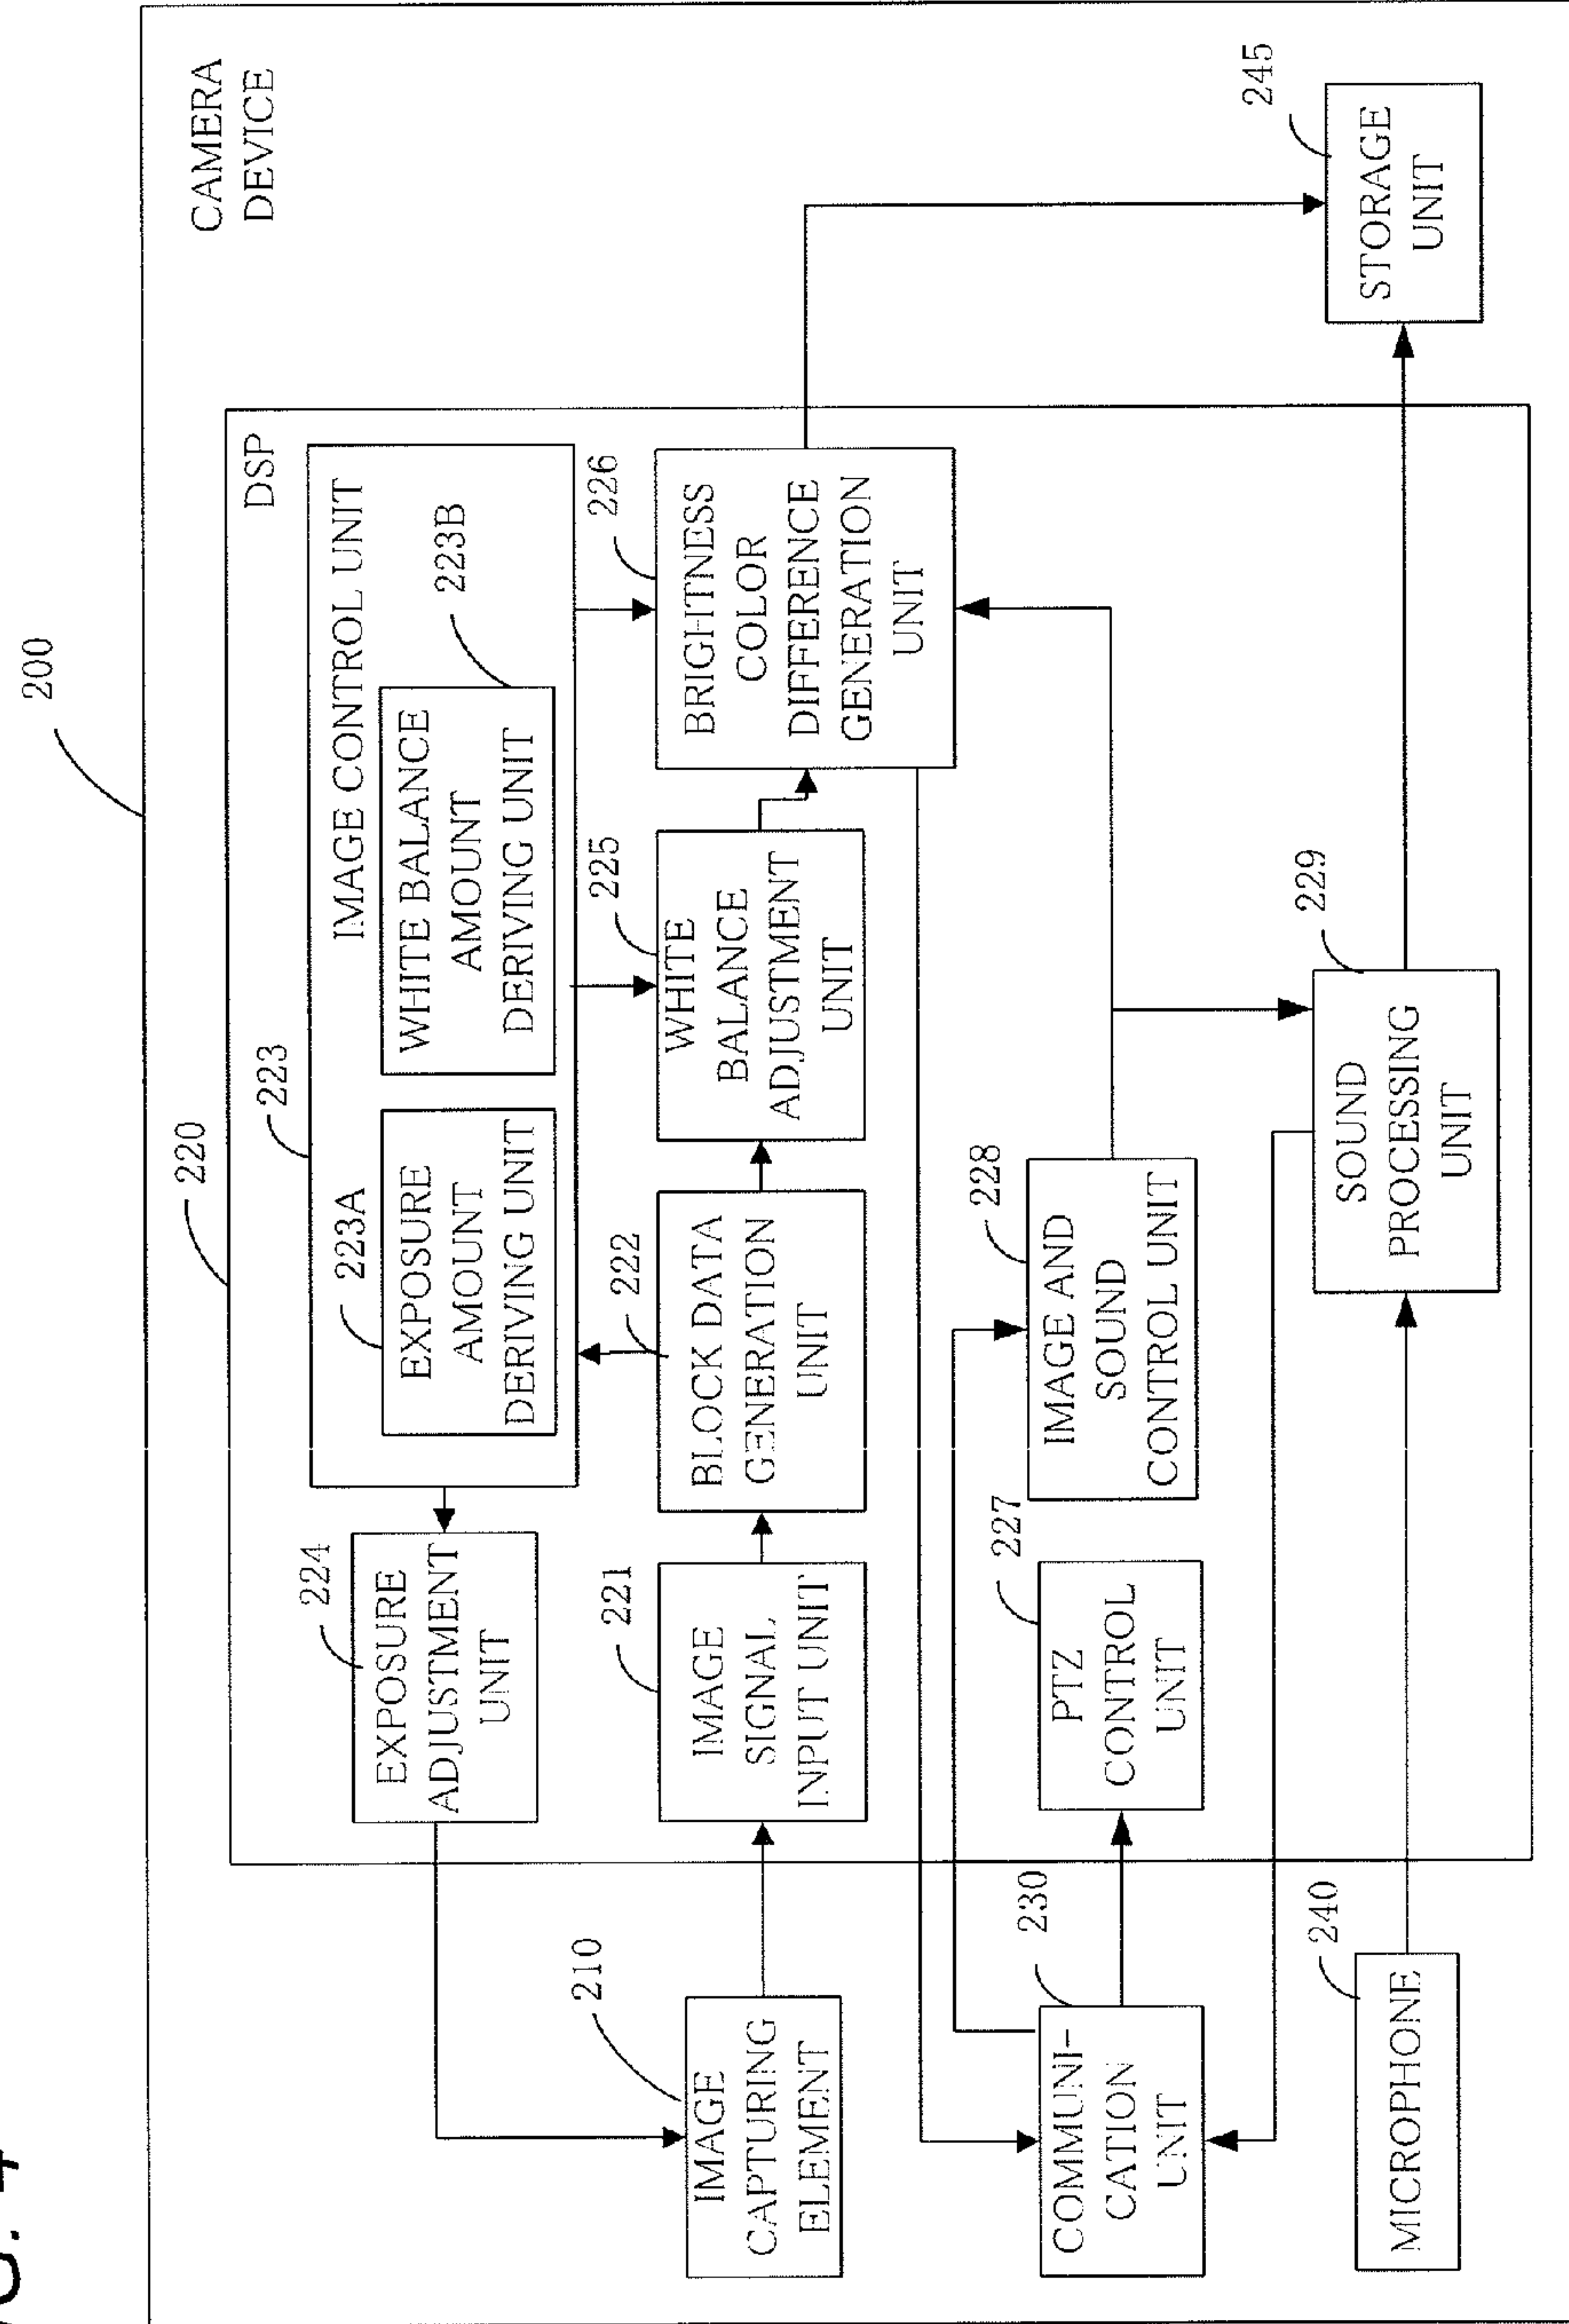 200
CAMERA
DEVICE
220
DSP
223
IMAGE CONTROL UNIT
223A
EXPOSURE
AMOUNT
DERIVING UNIT
223B
WHITE BALANCE
AMOUNT
DERIVING UNIT
224
EXPOSURE
ADJUSTMENT
UNIT
210
IMAGE
CAPTURING
ELEMENT
221
IMAGE
SIGNAL
INPUT UNIT
222
BLOCK DATA
GENERATION
UNIT
225
WHITE
BALANCE
ADJUSTMENT
UNIT
226
BRIGHTNESS
COLOR
DIFFERENCE
GENERATION
UNIT
230
COMMUNI-
CATION
UNIT
227
PTZ
CONTROL
UNIT
228
IMAGE AND
SOUND
CONTROL UNIT
240
MICROPHONE
229
SOUND
PROCESSING
UNIT
245
STORAGE
UNIT